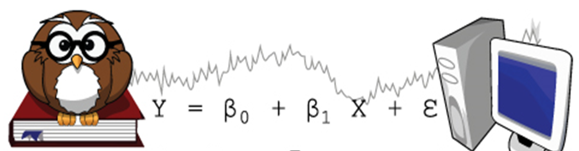 Y = β₀ + β₁ X + ε